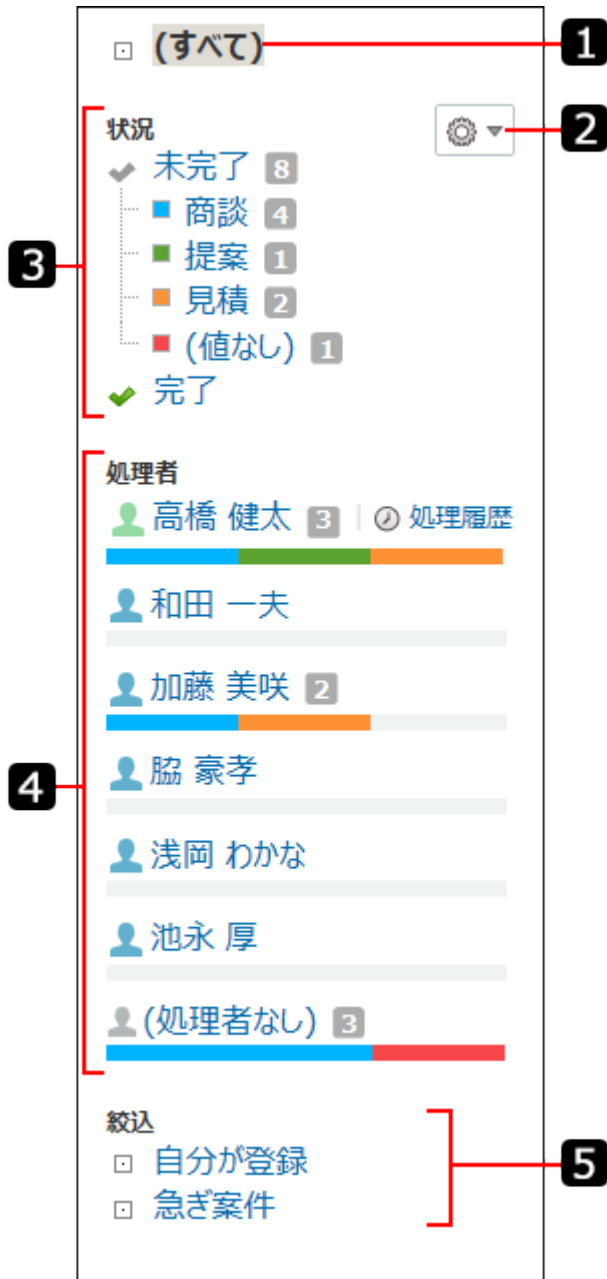 (すべて) 1
状況 2
未完了 8
商談 4
3
提案 1
見積 2
(値なし) 1
完了
処理者
高橋 健太 3 処理履歴
和田 一夫
加藤 美咲 2
脇 豪孝
4
浅岡 わかな
池永 厚
(処理者なし) 3
絞込
自分が登録
5
急ぎ案件